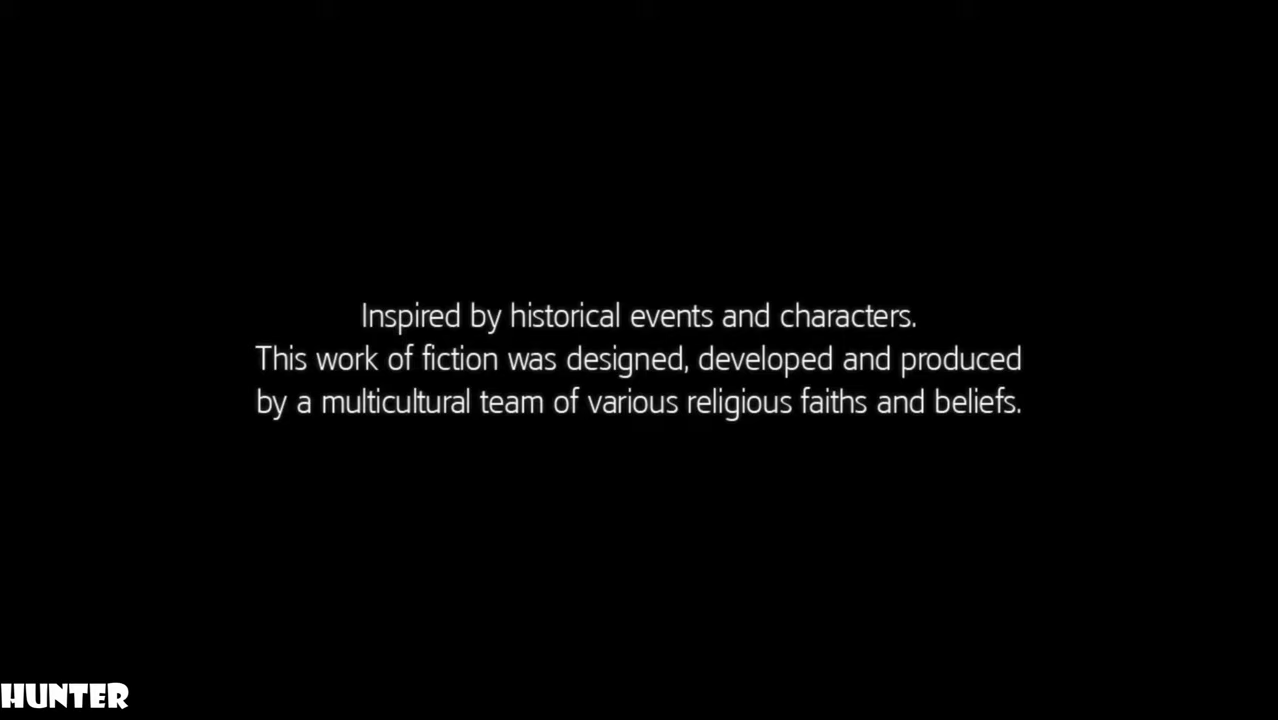 Inspired by historical events and characters.
This work of fiction was designed, developed and produced
by a multicultural team of various religious faiths and beliefs.
HUNTER